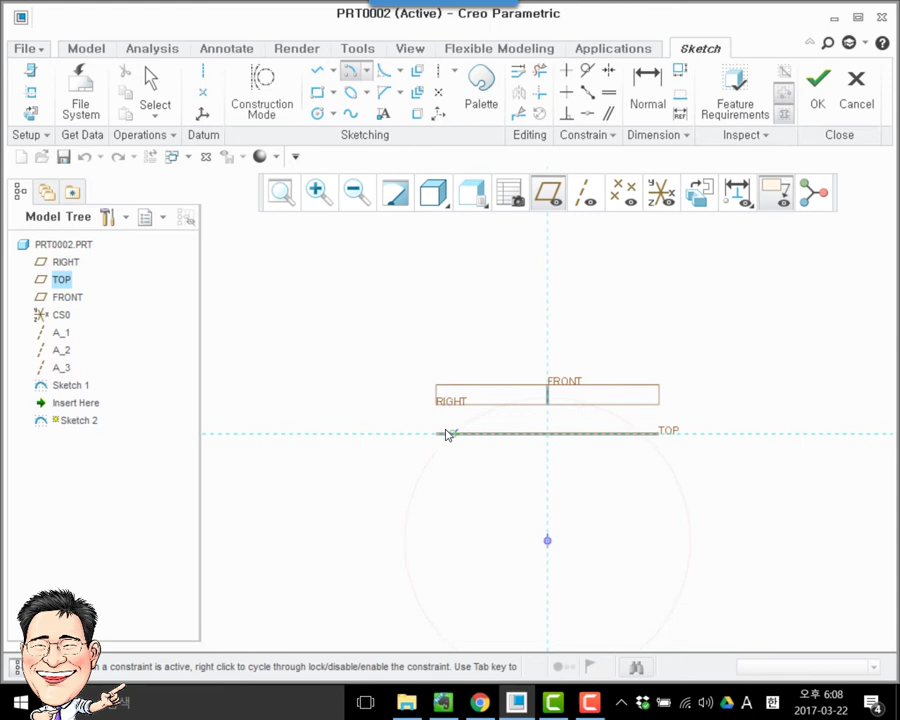 PRT0002 (Active) - Creo Parametric
File
Model
Analysis
Annotate
Render
Tools
View
Flexible Modeling
Applications
Sketch
File
System
Select
Construction
Mode
Palette
Normal
Feature
Requirements
OK
Cancel
Setup
Get Data
Operations
Datum
Sketching
Editing
Constrain
Dimension
Inspect
Close
Model Tree
PRT0002.PRT
RIGHT
TOP
FRONT
CS0
A_1
A_2
A_3
Sketch 1
Insert Here
Sketch 2
FRONT
RIGHT
TOP
a constraint is active, right click to cycle through lock/disable/enable the constraint. Use Tab key to
A
한
오후 6:08
2017-03-22
4